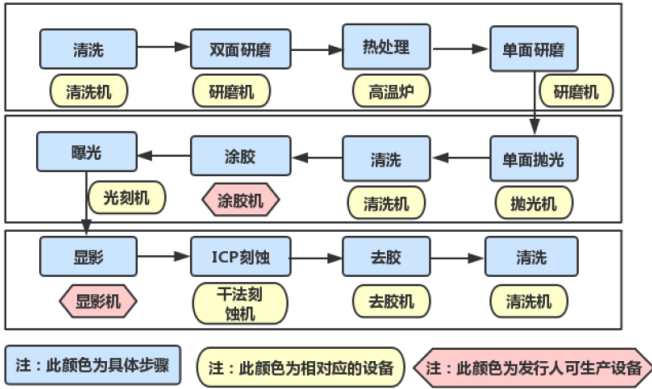 清洗
双面研磨
热处理
单面研磨
清洗机
研磨机
高温炉
研磨机
曝光
涂胶
清洗
单面抛光
光刻机
涂胶机
清洗机
抛光机
显影
ICP刻蚀
去胶
清洗
显影机
干法刻
蚀机
去胶机
清洗机
注：此颜色为具体步骤
注：此颜色为相对应的设备
注：此颜色为发行人可生产设备